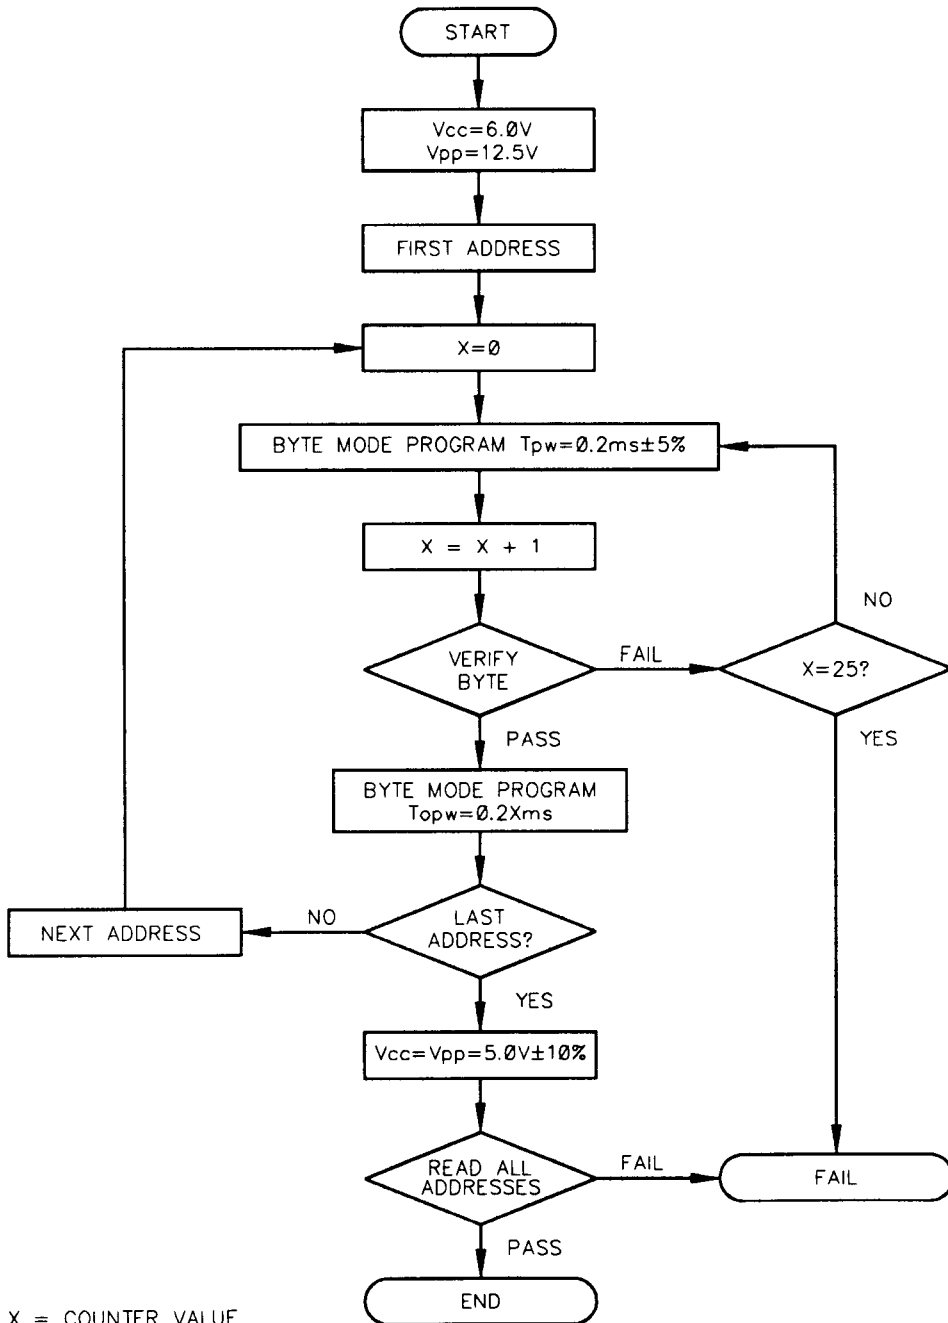 START
Vcc=6.0V
Vpp=12.5V
FIRST ADDRESS
X=0
BYTE MODE PROGRAM Tpw=0.2ms±5%
X = X + 1
NO
VERIFY
BYTE
FAIL
X=25?
PASS
YES
BYTE MODE PROGRAM
Topw=0.2Xms
NEXT ADDRESS
NO
LAST
ADDRESS?
YES
Vcc=Vpp=5.0V±10%
READ ALL
ADDRESSES
FAIL
FAIL
PASS
END
X = COUNTER VALUE